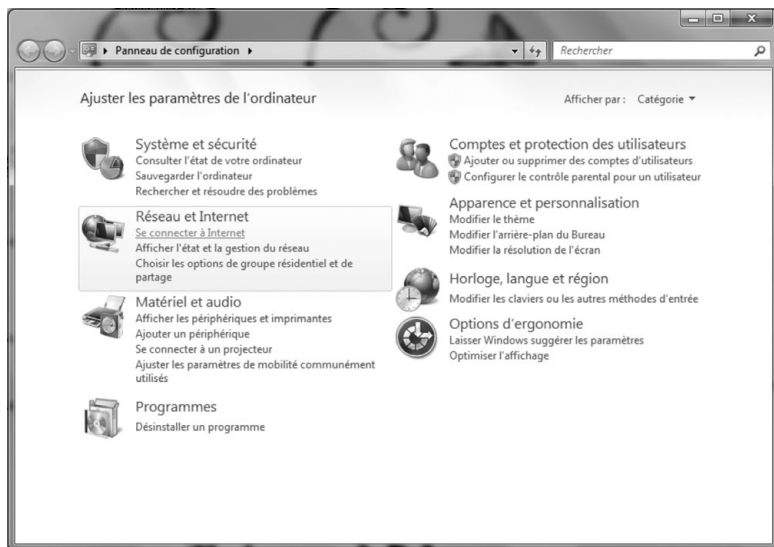 Panneau de configuration
Rechercher
Ajuster les paramètres de l'ordinateur
Afficher par : Catégorie
Système et sécurité
Consulter l'état de votre ordinateur
Sauvegarder l'ordinateur
Rechercher et résoudre des problèmes
Réseau et Internet
Se connecter à Internet
Afficher l'état et la gestion du réseau
Choisir les options de groupe résidentiel et de
partage
Matériel et audio
Afficher les périphériques et imprimantes
Ajouter un périphérique
Se connecter à un projecteur
Ajuster les paramètres de mobilité communément
utilisés
Programmes
Désinstaller un programme
Comptes et protection des utilisateurs
Ajouter ou supprimer des comptes d'utilisateurs
Configurer le contrôle parental pour un utilisateur
Apparence et personnalisation
Modifier le thème
Modifier l'arrière-plan du Bureau
Modifier la résolution de l'écran
Horloge, langue et région
Modifier les claviers ou les autres méthodes d'entrée
Options d'ergonomie
Laisser Windows suggérer les paramètres
Optimiser l'affichage